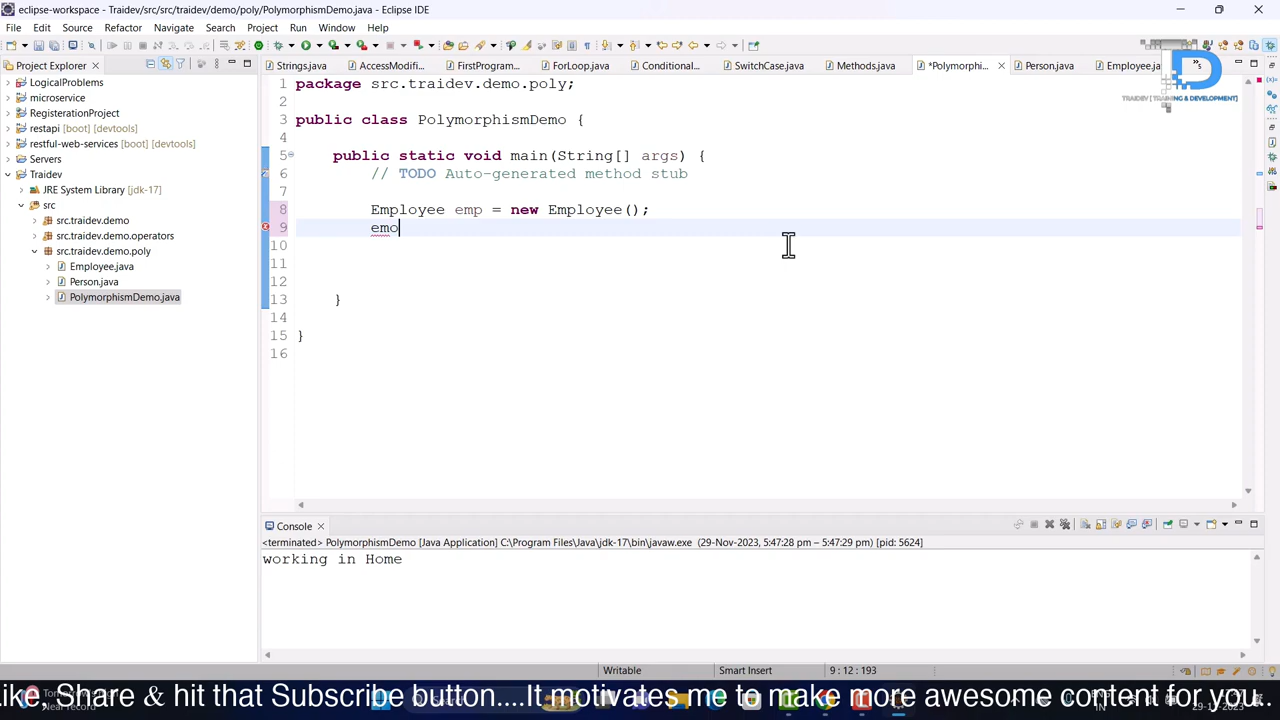 eclipse-workspace - Traidev/src/src/traidev/demo/poly/PolymorphismDemo.java - Eclipse IDE
File Edit Source Refactor Navigate Search Project Run Window Help
Project Explorer
Strings.java
AccessModifi...
FirstProgram...
ForLoop.java
Conditional...
SwitchCase.java
Methods.java
*Polymorphi...
Person.java
Employee.ja
TRAIDEV [ TRAINING & DEVELOPMENT]
LogicalProblems
microservice
RegisterationProject
restapi [boot] [devtools]
restful-web-services [boot] [devtools]
Servers
Traidev
JRE System Library [jdk-17]
src
src.traidev.demo
src.traidev.demo.operators
src.traidev.demo.poly
Employee.java
Person.java
PolymorphismDemo.java
1 package src.traidev.demo.poly;
2
3 public class PolymorphismDemo {
4
5 public static void main(String[] args) {
6 // TODO Auto-generated method stub
7
8 Employee emp = new Employee();
9 emo
10
11
12
13 }
14
15 }
16
Console
<terminated> PolymorphismDemo [Java Application] C:\Program Files\Java\jdk-17\bin\javaw.exe (29-Nov-2023, 5:47:28 pm – 5:47:29 pm) [pid: 5624]
working in Home
Writable
Smart Insert
9 : 12 : 193
ike, Share & hit that Subscribe button....It motivates me to make more awesome content for you..